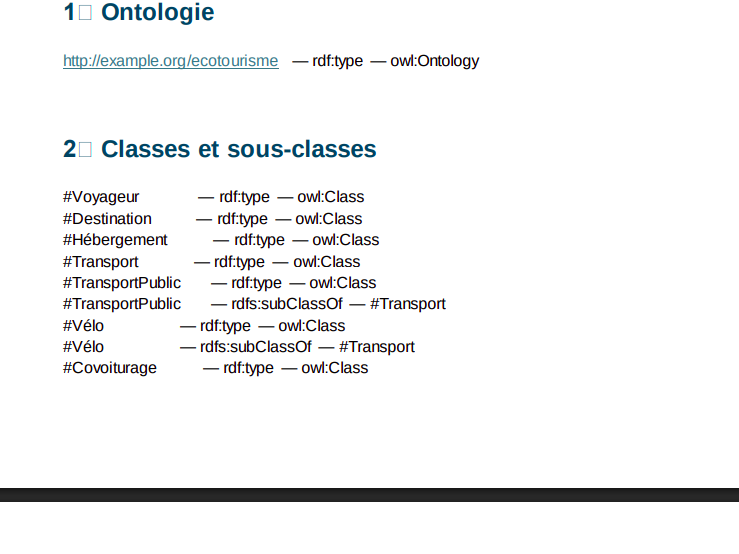 1 Ontologie
http://example.org/ecotourisme — rdf:type — owl:Ontology
2 Classes et sous-classes
#Voyageur — rdf:type — owl:Class
#Destination — rdf:type — owl:Class
#Hébergement — rdf:type — owl:Class
#Transport — rdf:type — owl:Class
#TransportPublic — rdf:type — owl:Class
#TransportPublic — rdfs:subClassOf — #Transport
#Vélo — rdf:type — owl:Class
#Vélo — rdfs:subClassOf — #Transport
#Covoiturage — rdf:type — owl:Class